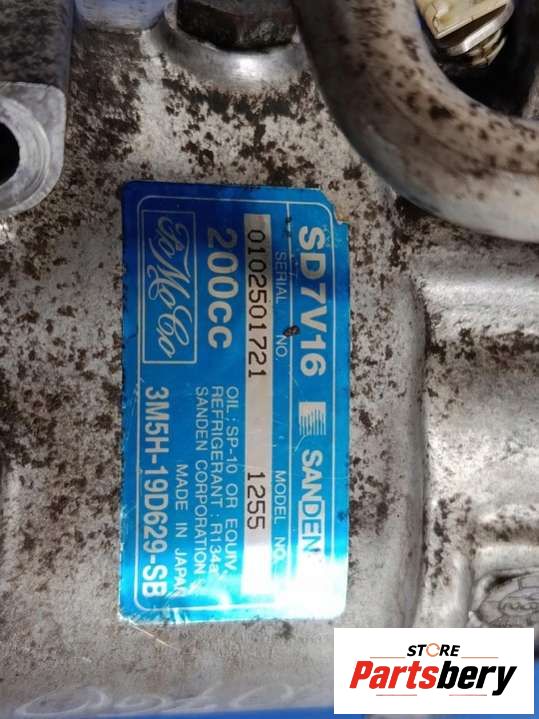 SD7V16 SANDEN
SERIAL NO. MODEL NO.
0102501721 1255
200cc OIL; SP-10 OR EQUIV.
REFRIGERANT; R134a
SANDEN CORPORATION
MADE IN JAPAN
FoMoCo 3M5H-19D629-SB
STORE
Partsbery